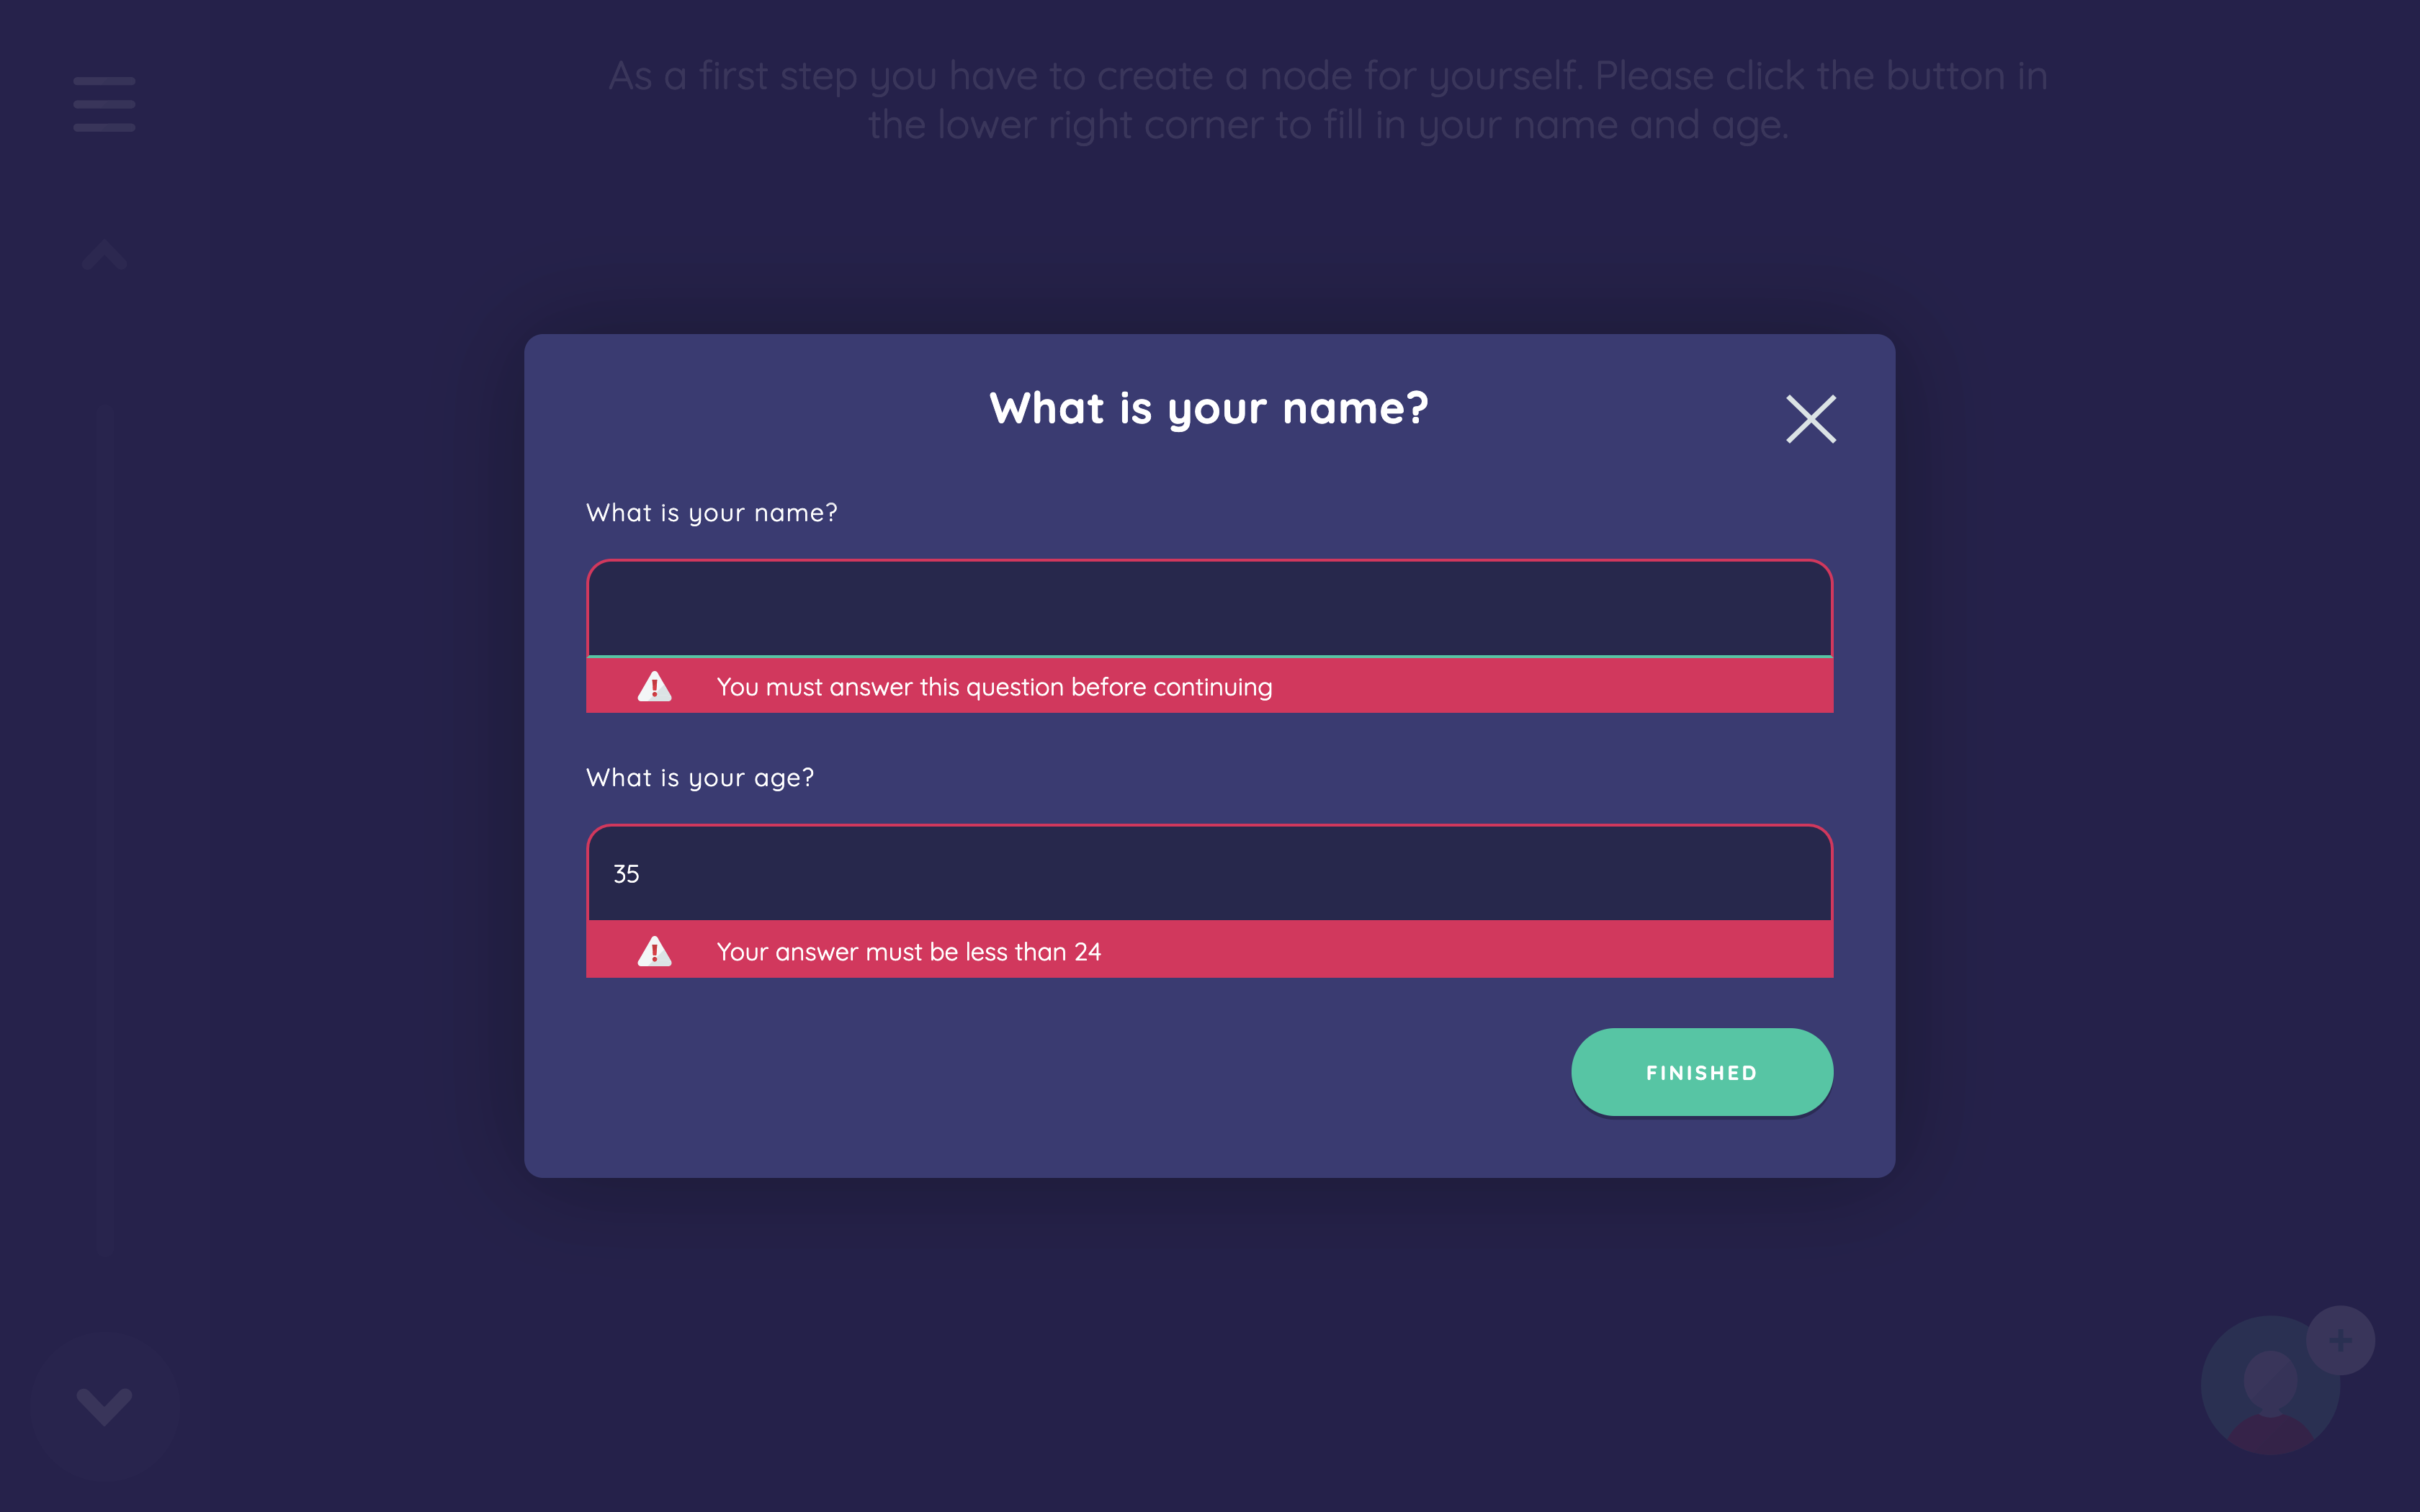 As a first step you have to create a node for yourself. Please click the button in
the lower right corner to fill in your name and age.
What is your name?
What is your name?
You must answer this question before continuing
What is your age?
35
Your answer must be less than 24
FINISHED